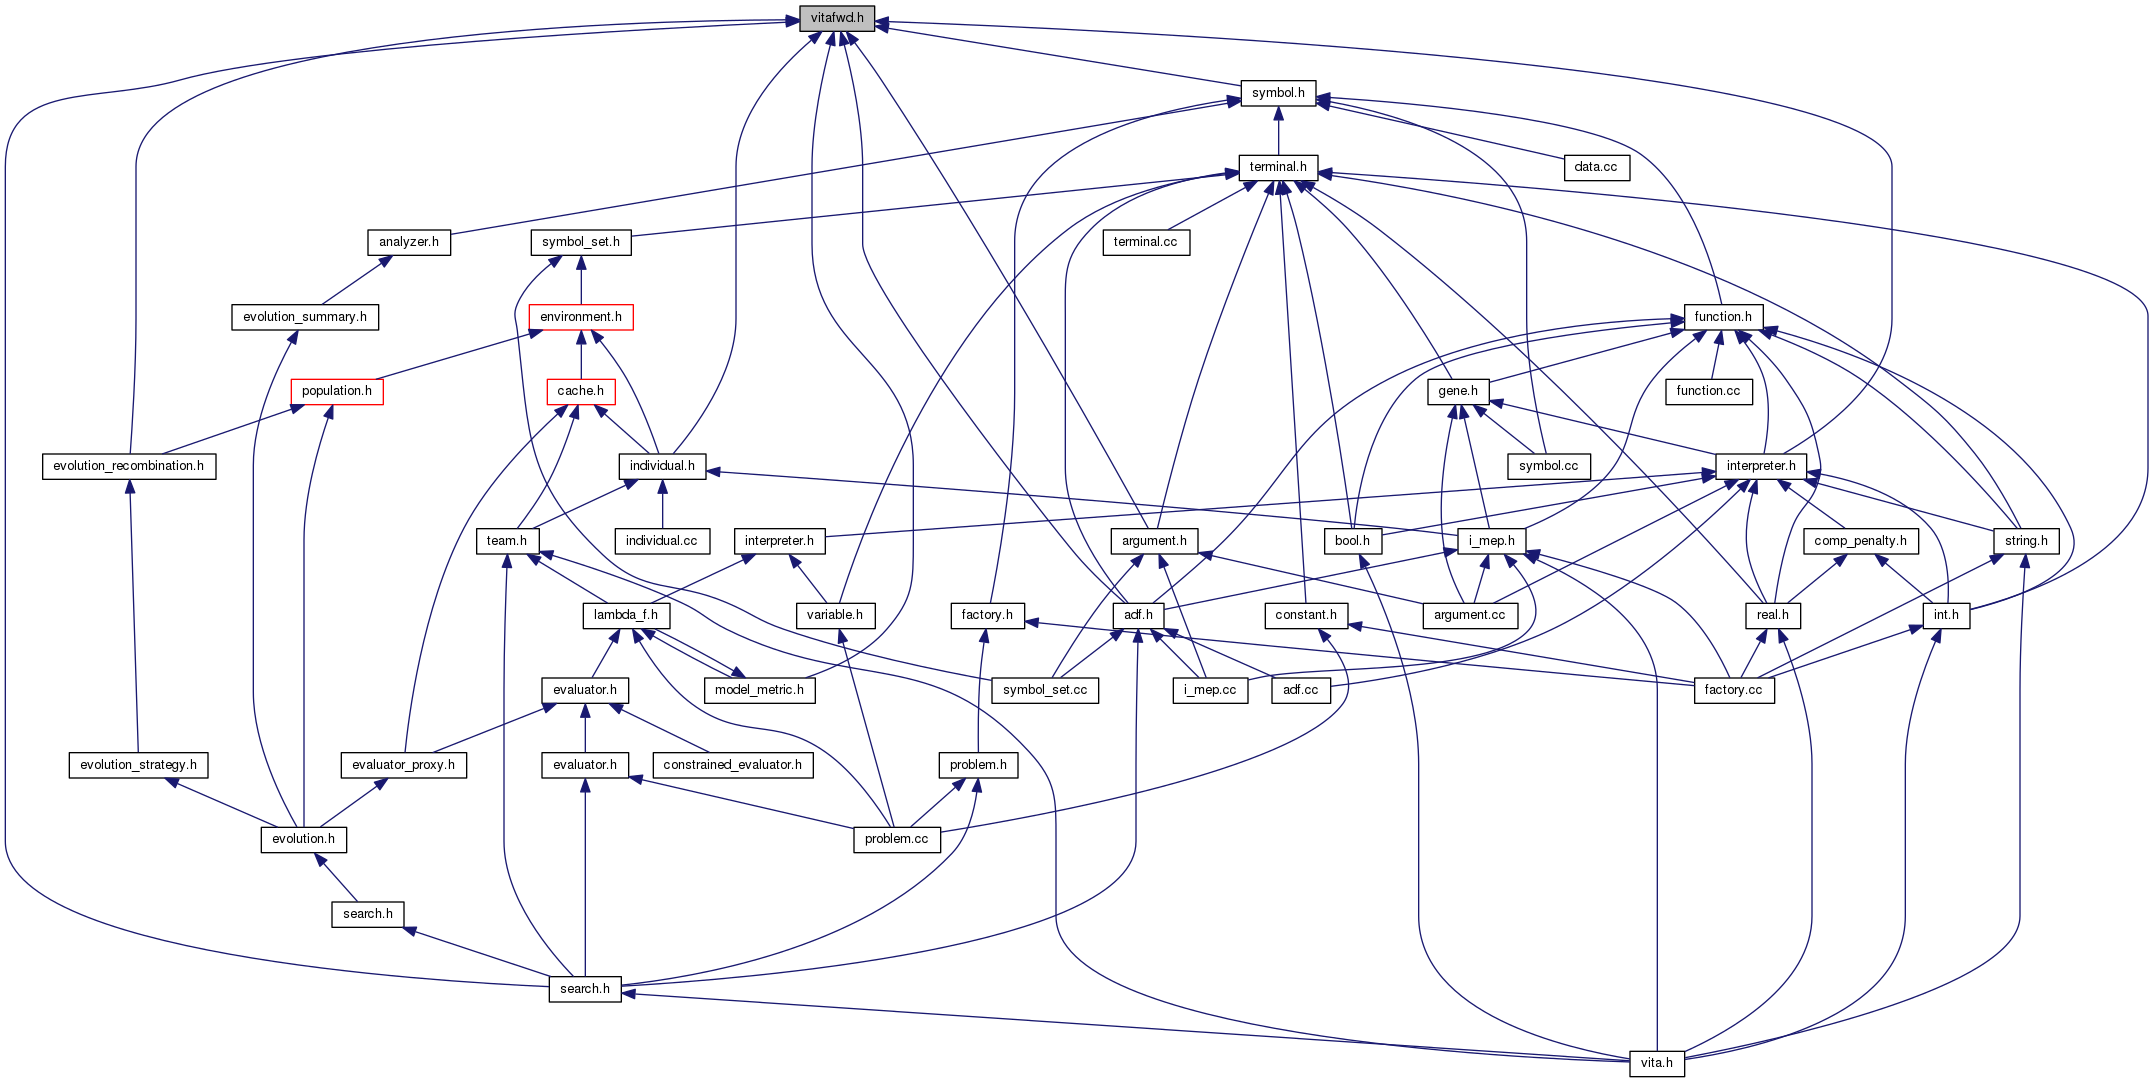 vitafwd.h
symbol.h
terminal.h
data.cc
analyzer.h
symbol_set.h
terminal.cc
evolution_summary.h
environment.h
function.h
population.h
cache.h
gene.h
function.cc
evolution_recombination.h
individual.h
symbol.cc
interpreter.h
team.h
individual.cc
interpreter.h
argument.h
bool.h
i_mep.h
comp_penalty.h
string.h
lambda_f.h
variable.h
factory.h
adf.h
constant.h
argument.cc
real.h
int.h
evaluator.h
model_metric.h
symbol_set.cc
i_mep.cc
adf.cc
factory.cc
evolution_strategy.h
evaluator_proxy.h
evaluator.h
constrained_evaluator.h
problem.h
evolution.h
problem.cc
search.h
search.h
vita.h